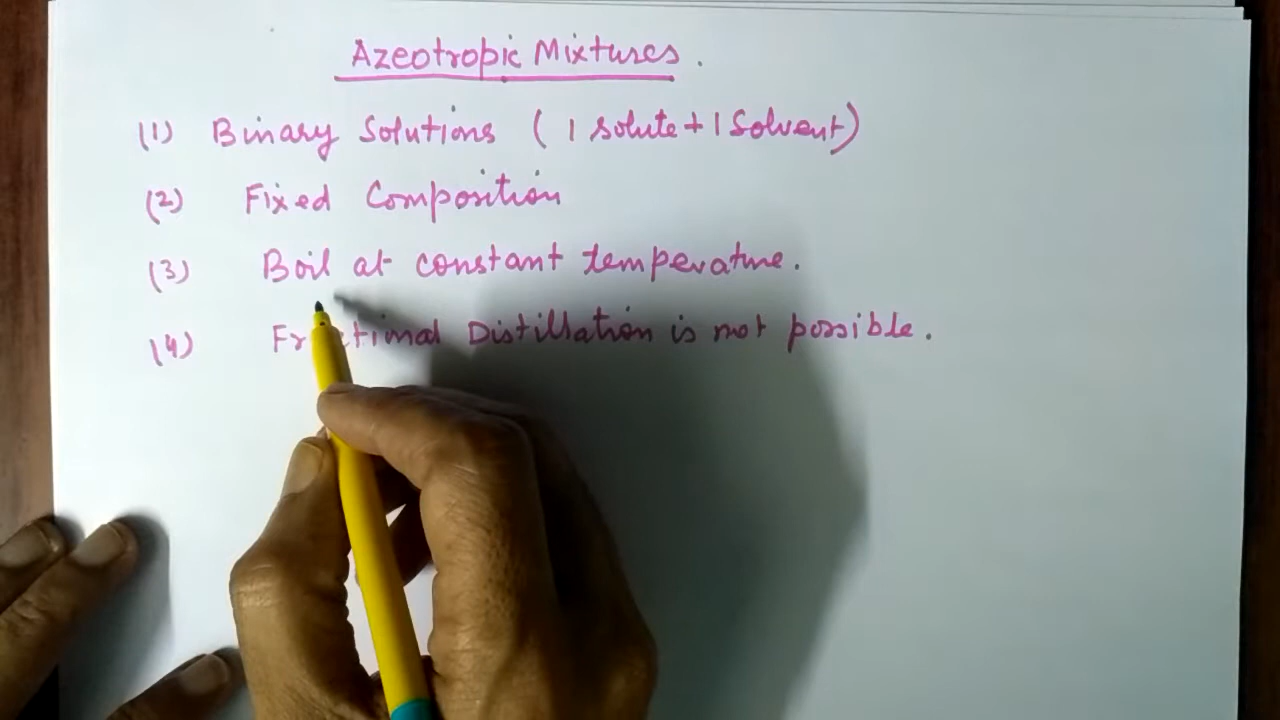 Azeotropic Mixtures.
(1) Binary Solutions (1 solute + 1 Solvent)
(2) Fixed Composition
(3) Boil at constant temperature.
(4) Distillation is not possible.